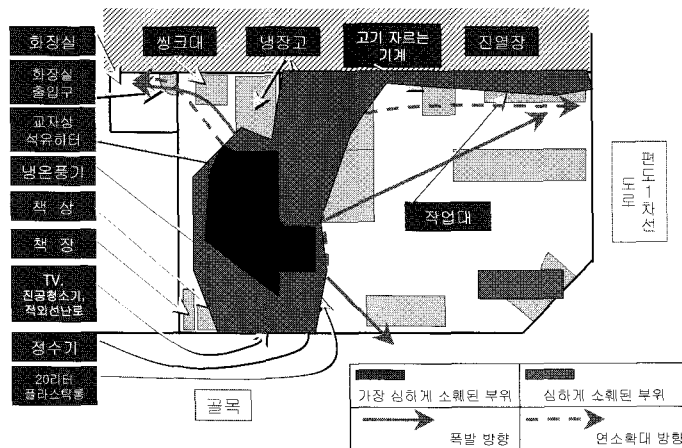 화장실
씽크대
냉장고
고기 자르는
기계
진열장
화장실
출입구
교자상
석유히터
냉온풍기
책 상
책 장
TV.
진공청소기,
적외선난로
정수기
20리터
플라스틱통
작업대
편도1차선
도로
골목
가장 심하게 소훼된 부위
심하게 소훼된 부위
폭발 방향
연소확대 방향